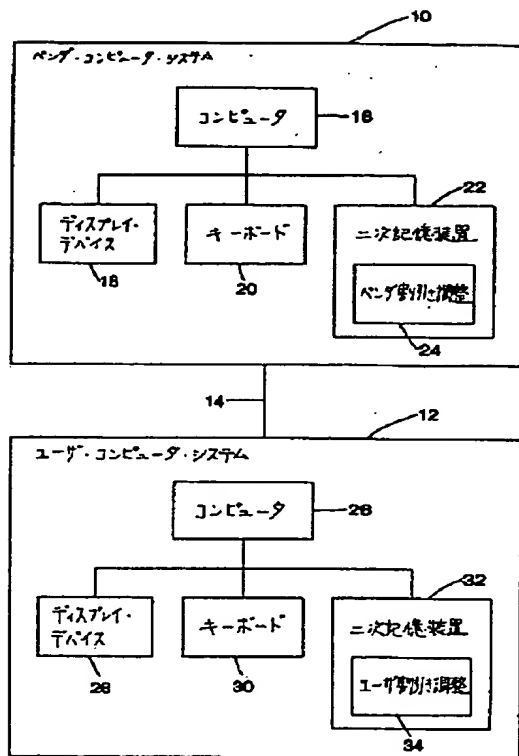 10
ベンダ・コンピュータ・システム
コンピュータ
16
ディスプレイ・
デバイス
18
キーボード
20
22
二次記憶装置
ベンダ割引き調整
24
14
12
ユーザ・コンピュータ・システム
コンピュータ
26
ディスプレイ・
デバイス
28
キーボード
30
32
二次記憶装置
ユーザ割引き調整
34